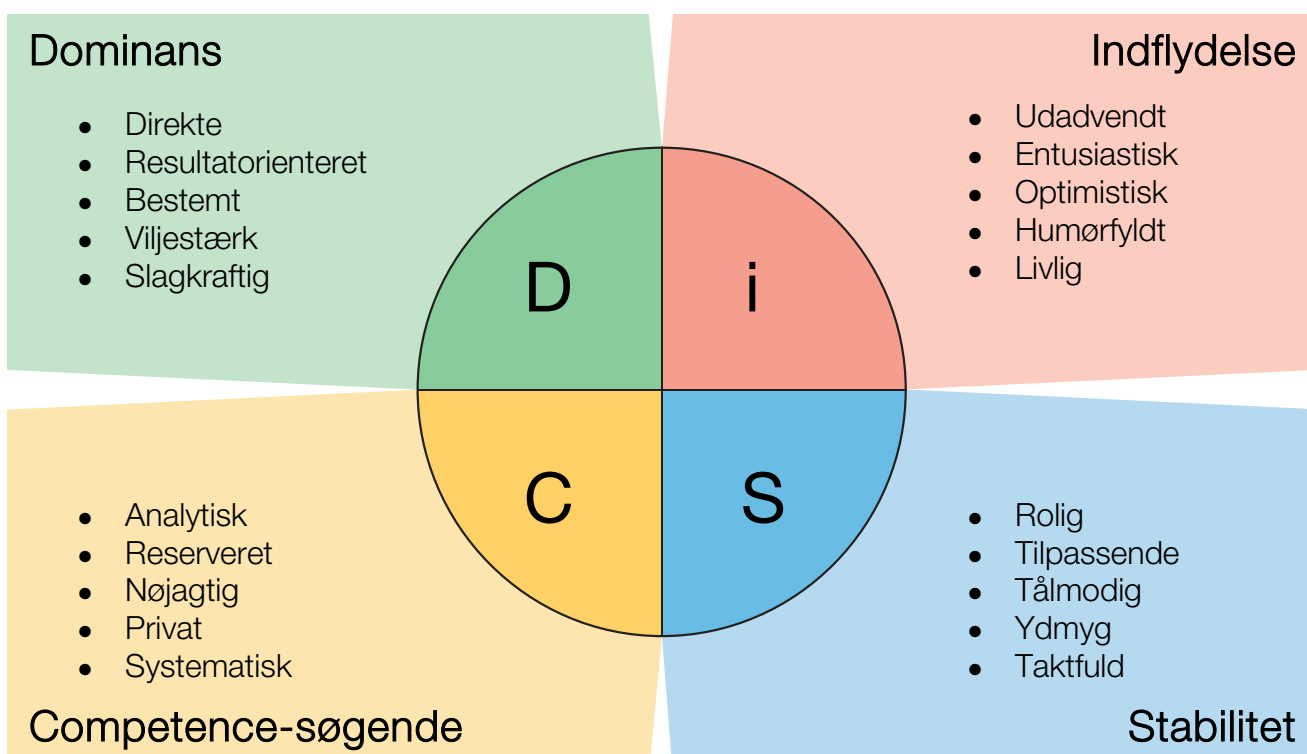 Dominans
• Direkte
• Resultatorienteret
• Bestemt
• Viljestærk
• Slagkraftig
Indflydelse
• Udadvendt
• Entusiastisk
• Optimistisk
• Humørfyldt
• Livlig
D
i
C
S
• Analytisk
• Reserveret
• Nøjagtig
• Privat
• Systematisk
Competence-søgende
• Rolig
• Tilpassende
• Tålmodig
• Ydmyg
• Taktfuld
Stabilitet